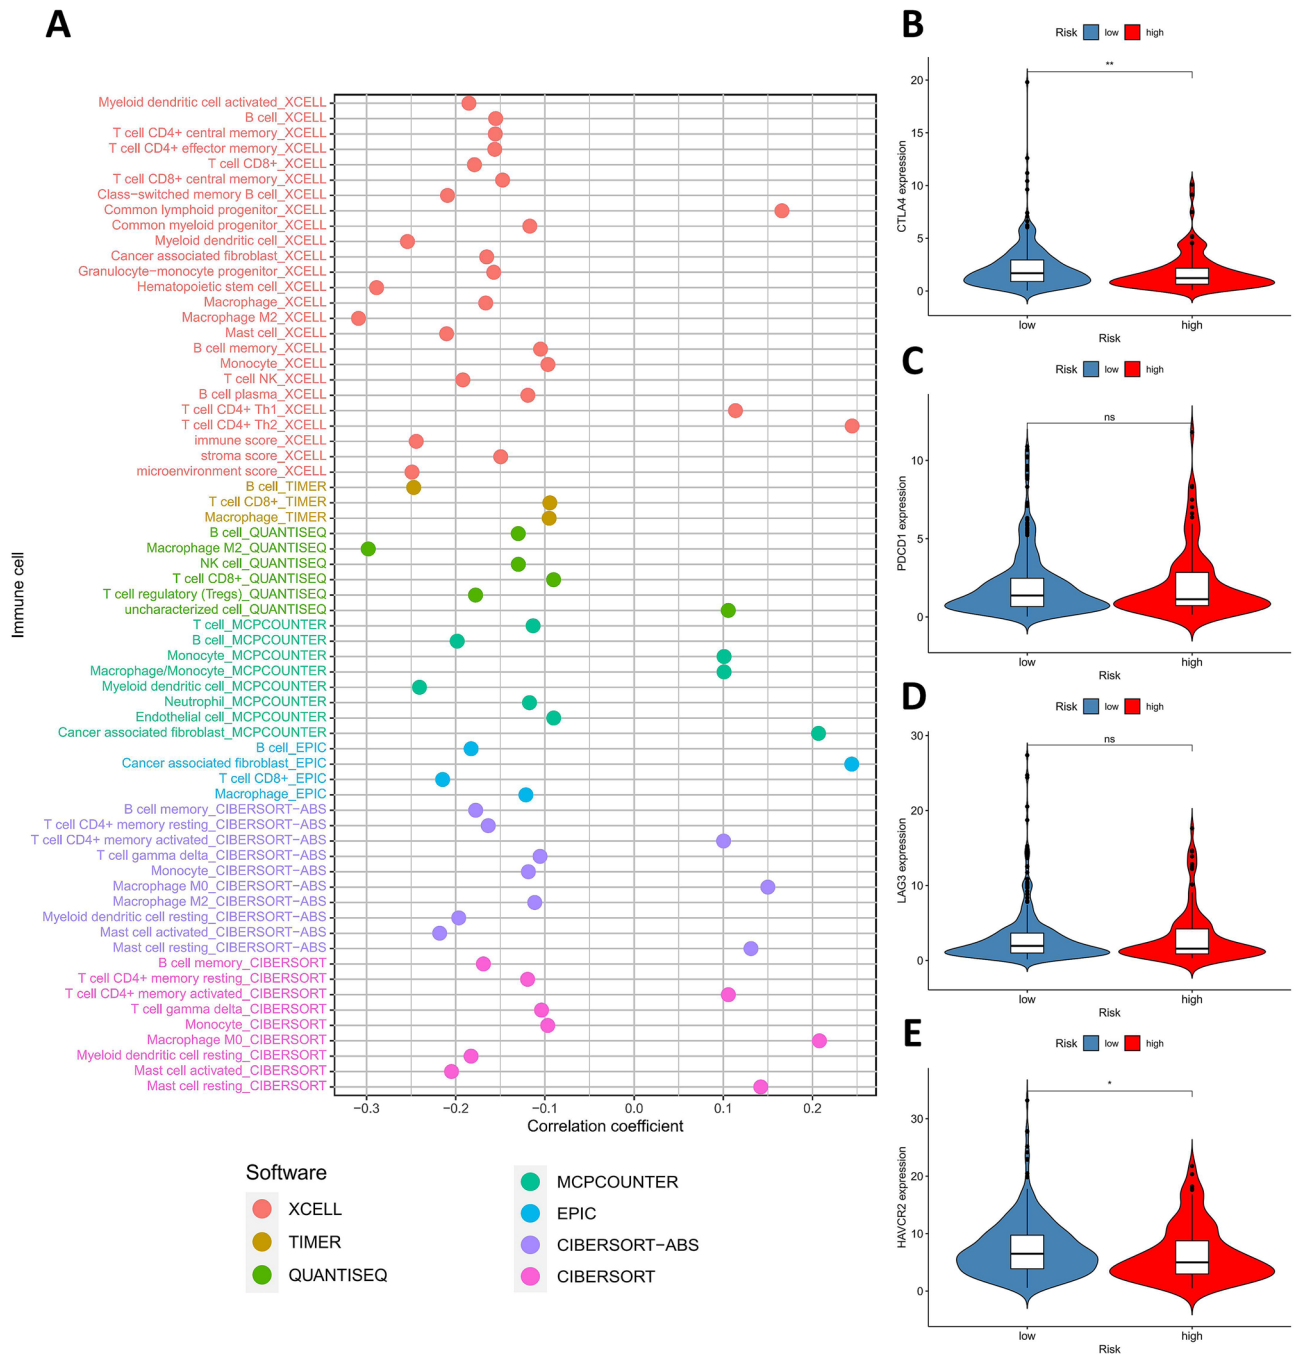 A
Immune cell
Myeloid dendritic cell activated_XCELL
B cell_XCELL
T cell CD4+ central memory_XCELL
T cell CD4+ effector memory_XCELL
T cell CD8+_XCELL
T cell CD8+ central memory_XCELL
Class−switched memory B cell_XCELL
Common lymphoid progenitor_XCELL
Common myeloid progenitor_XCELL
Myeloid dendritic cell_XCELL
Cancer associated fibroblast_XCELL
Granulocyte−monocyte progenitor_XCELL
Hematopoietic stem cell_XCELL
Macrophage_XCELL
Macrophage M2_XCELL
Mast cell_XCELL
B cell memory_XCELL
Monocyte_XCELL
T cell NK_XCELL
B cell plasma_XCELL
T cell CD4+ Th1_XCELL
T cell CD4+ Th2_XCELL
immune score_XCELL
stroma score_XCELL
microenvironment score_XCELL
B cell_TIMER
T cell CD8+_TIMER
Macrophage_TIMER
B cell_QUANTISEQ
Macrophage M2_QUANTISEQ
NK cell_QUANTISEQ
T cell CD8+_QUANTISEQ
T cell regulatory (Tregs)_QUANTISEQ
uncharacterized cell_QUANTISEQ
T cell_MCPCOUNTER
B cell_MCPCOUNTER
Monocyte_MCPCOUNTER
Macrophage/Monocyte_MCPCOUNTER
Myeloid dendritic cell_MCPCOUNTER
Neutrophil_MCPCOUNTER
Endothelial cell_MCPCOUNTER
Cancer associated fibroblast_MCPCOUNTER
B cell_EPIC
Cancer associated fibroblast_EPIC
T cell CD8+_EPIC
Macrophage_EPIC
B cell memory_CIBERSORT−ABS
T cell CD4+ memory resting_CIBERSORT−ABS
T cell CD4+ memory activated_CIBERSORT−ABS
T cell gamma delta_CIBERSORT−ABS
Monocyte_CIBERSORT−ABS
Macrophage M0_CIBERSORT−ABS
Macrophage M2_CIBERSORT−ABS
Myeloid dendritic cell resting_CIBERSORT−ABS
Mast cell activated_CIBERSORT−ABS
Mast cell resting_CIBERSORT−ABS
B cell memory_CIBERSORT
T cell CD4+ memory resting_CIBERSORT
T cell CD4+ memory activated_CIBERSORT
T cell gamma delta_CIBERSORT
Monocyte_CIBERSORT
Macrophage M0_CIBERSORT
Myeloid dendritic cell resting_CIBERSORT
Mast cell activated_CIBERSORT
Mast cell resting_CIBERSORT
−0.3 −0.2 −0.1 0.0 0.1 0.2
Correlation coefficient
Software
XCELL
TIMER
QUANTISEQ
MCPCOUNTER
EPIC
CIBERSORT−ABS
CIBERSORT
B
Risk low high
CTLA4 expression
20
15
10
5
0
**
low high
Risk
C
Risk low high
PDCD1 expression
10
5
0
ns
low high
Risk
D
Risk low high
LAG3 expression
30
20
10
0
ns
low high
Risk
E
Risk low high
HAVCR2 expression
30
20
10
0
*
low high
Risk